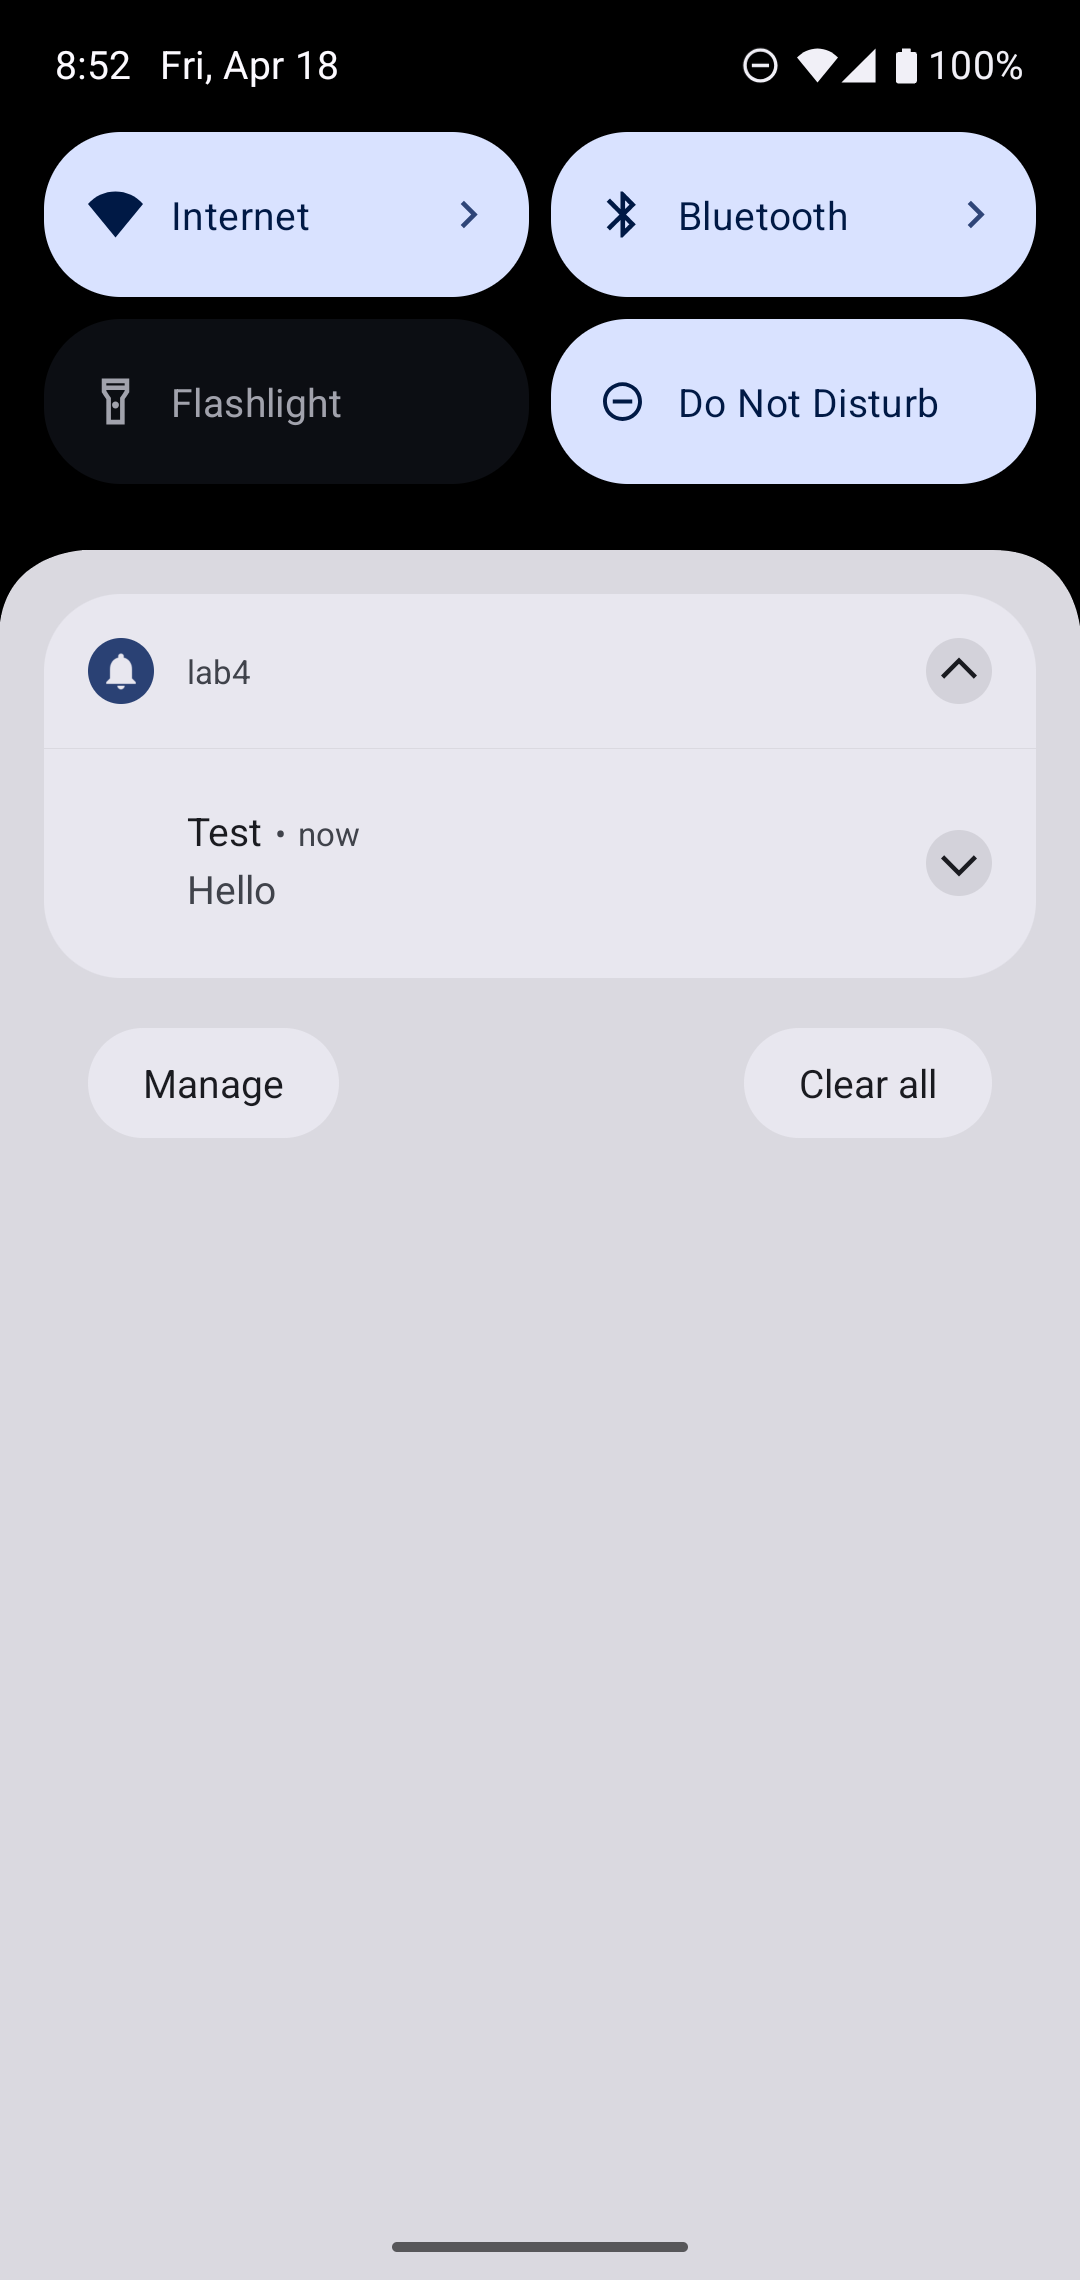 8:52 Fri, Apr 18 100%
Internet Bluetooth
Flashlight Do Not Disturb
lab4
Test • now
Hello
Manage Clear all